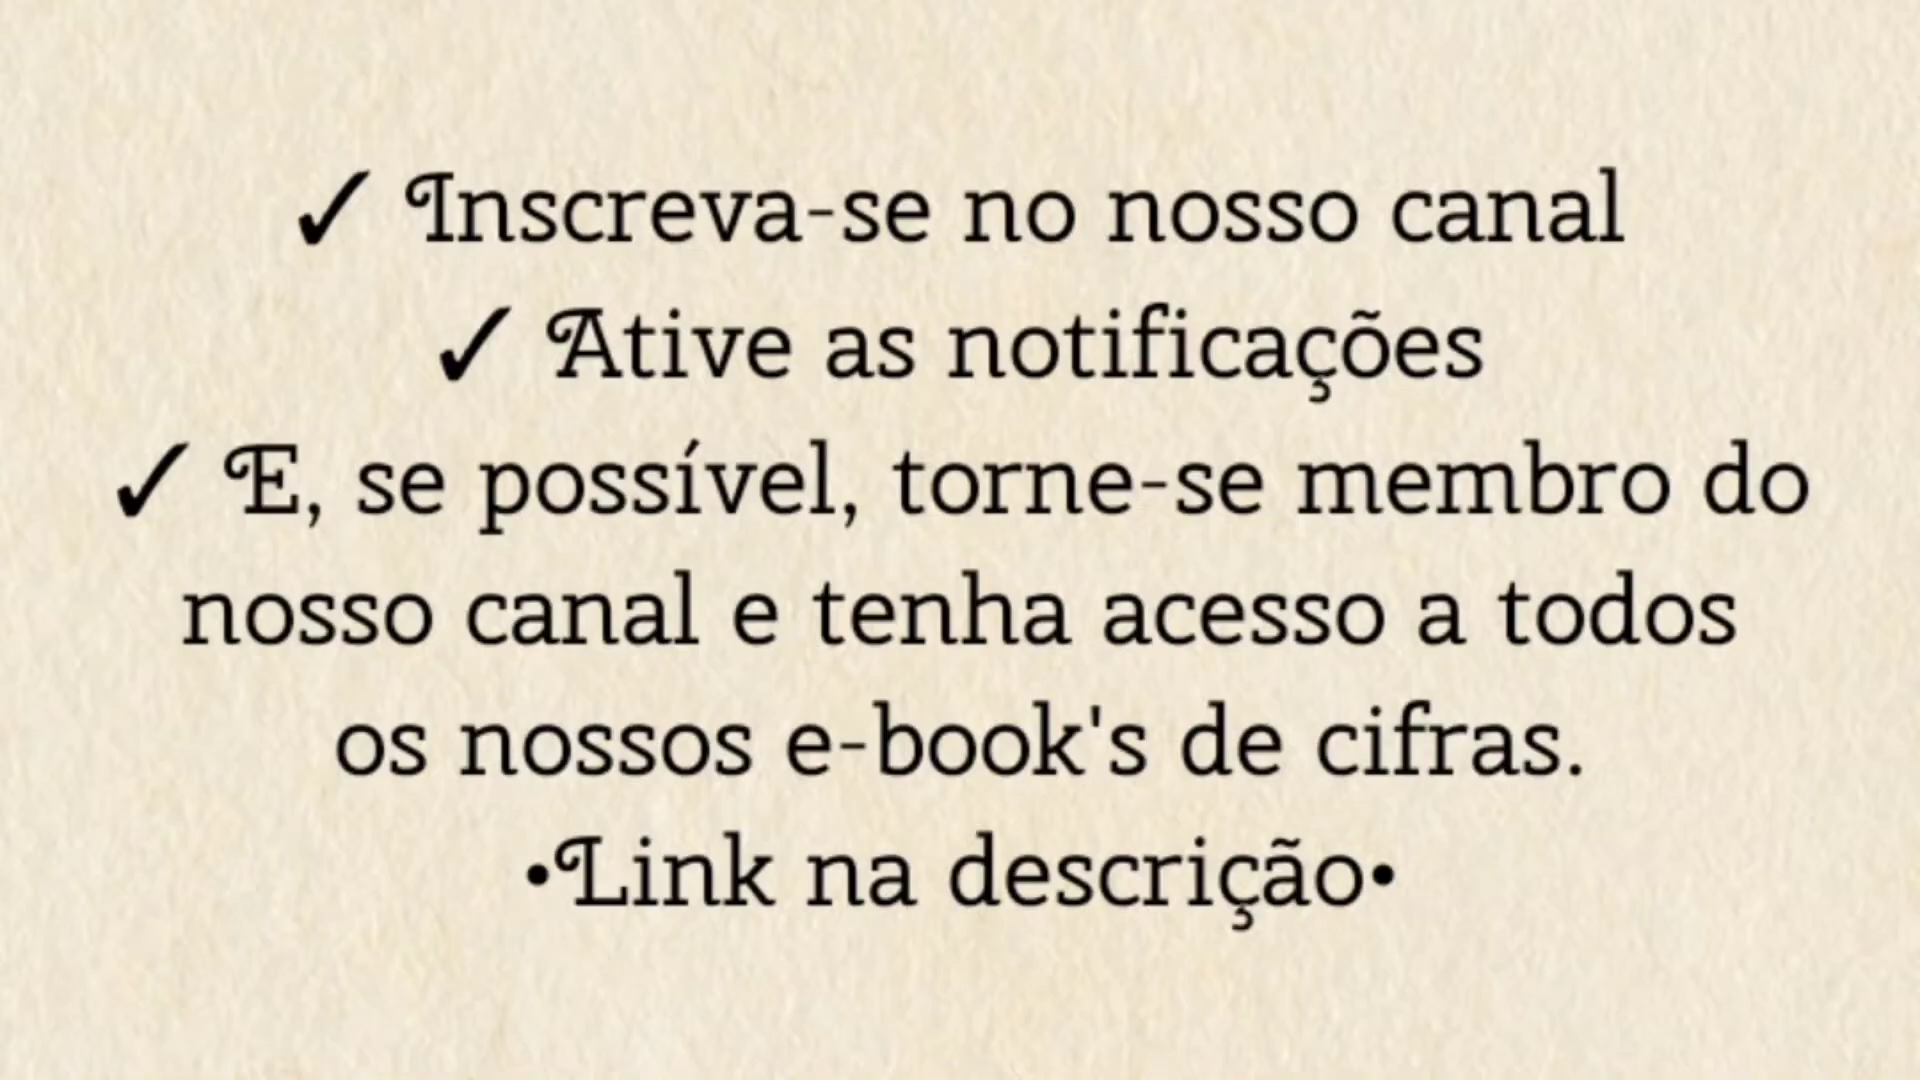 ✓ Inscreva-se no nosso canal
✓ Ative as notificações
✓ E, se possível, torne-se membro do
nosso canal e tenha acesso a todos
os nossos e-book's de cifras.
•Link na descrição•